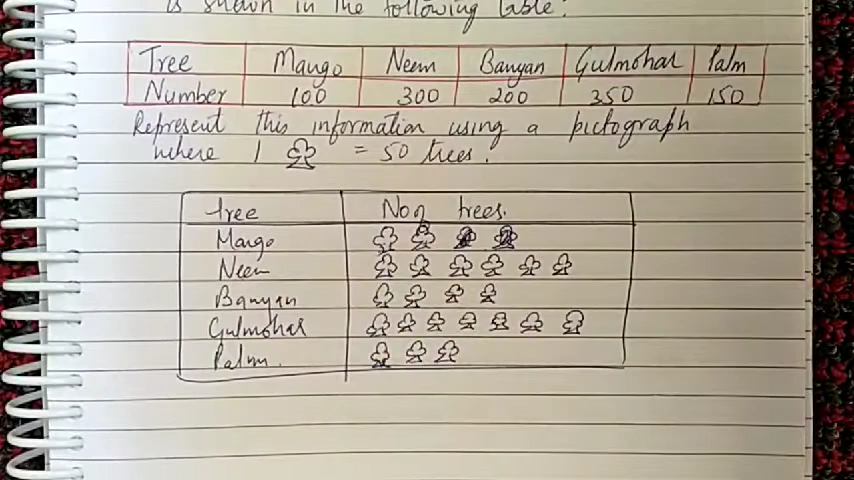 is shown in the following table:
Tree Mango Neem Banyan Gulmohar Palm
Number 100 300 200 350 150
Represent this information using a pictograph
where 1 = 50 trees.
Tree No of trees.
Mango
Neem
Banyan
Gulmohar
Palm.